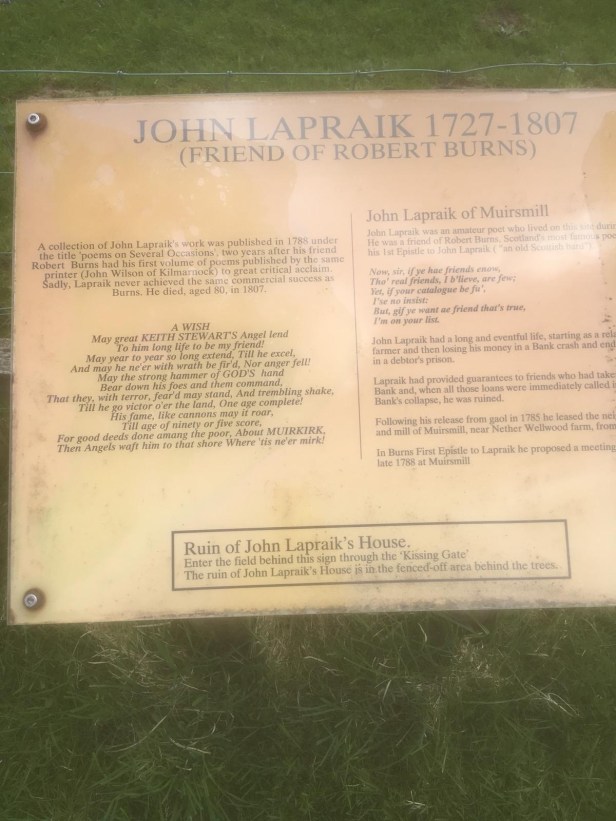 JOHN LAPRAIK 1727-1807
(FRIEND OF ROBERT BURNS)
A collection of John Lapraik's work was published in 1788 under
the title 'poems on Several Occasions', two years after his friend
Robert Burns had his first volume of poems published by the same
printer (John Wilson of Kilmarnock) to great critical acclaim.
Sadly, Lapraik never achieved the same commercial success as
Burns. He died, aged 80, in 1807.
A WISH
May great KEITH STEWART'S Angel lend
To him long life to be my friend!
May year to year so long extend, Till he excel,
And may he ne'er with wrath be fir'd, Nor anger fell!
May the strong hammer of GOD'S hand
Bear down his foes and them command,
That they, with terror, fear'd may stand, And trembling shake,
Till he go victor o'er the land, One age complete!
His fame, like cannons may it roar,
Till age of ninety or five score,
For good deeds done amang the poor, About MUIRKIRK,
Then Angels waft him to that shore Where 'tis ne'er mirk!
John Lapraik of Muirsmill
John Lapraik was an amateur poet who lived on this site
He was a friend of Robert Burns, Scotland's most famous
his 1st Epistle to John Lapraik ( "an old Scottish bard")
Now, sir, if ye hae friends enow,
Tho' real friends, I b'lieve, are few;
Yet, if your catalogue be fu',
I'se no insist:
But, gif ye want ae friend that's true,
I'm on your list.
John Lapraik had a long and eventful life, starting as a
farmer and then losing his money in a Bank crash and
in a debtor's prison.
Lapraik had provided guarantees to friends who had
Bank and, when all those loans were immediately called
Bank's collapse, he was ruined.
Following his release from gaol in 1785 he leased the
and mill of Muirsmill, near Nether Wellwood farm, from
In Burns First Epistle to Lapraik he proposed a meeting
late 1788 at Muirsmill
Ruin of John Lapraik's House.
Enter the field behind this sign through the 'Kissing Gate'
The ruin of John Lapraik's House is in the fenced-off area behind the trees.